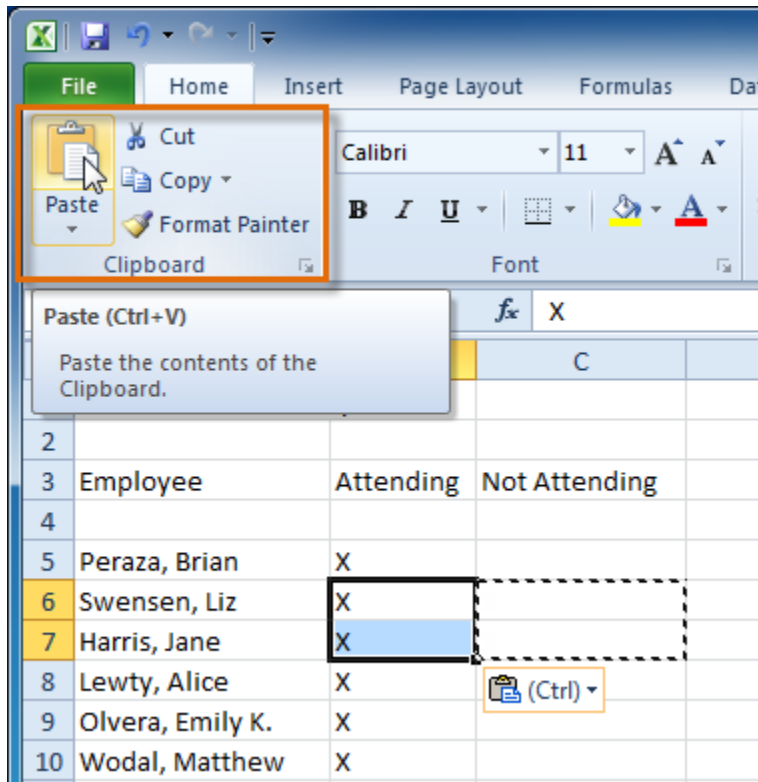 File Home Insert Page Layout Formulas Da
Cut
Copy
Paste
Format Painter
Clipboard
Calibri 11 A A
B I U A
Font
Paste (Ctrl+V)
Paste the contents of the
Clipboard.
fx X
C
2
3 Employee Attending Not Attending
4
5 Peraza, Brian X
6 Swensen, Liz X
7 Harris, Jane X
8 Lewty, Alice X
(Ctrl)
9 Olvera, Emily K. X
10 Wodal, Matthew X